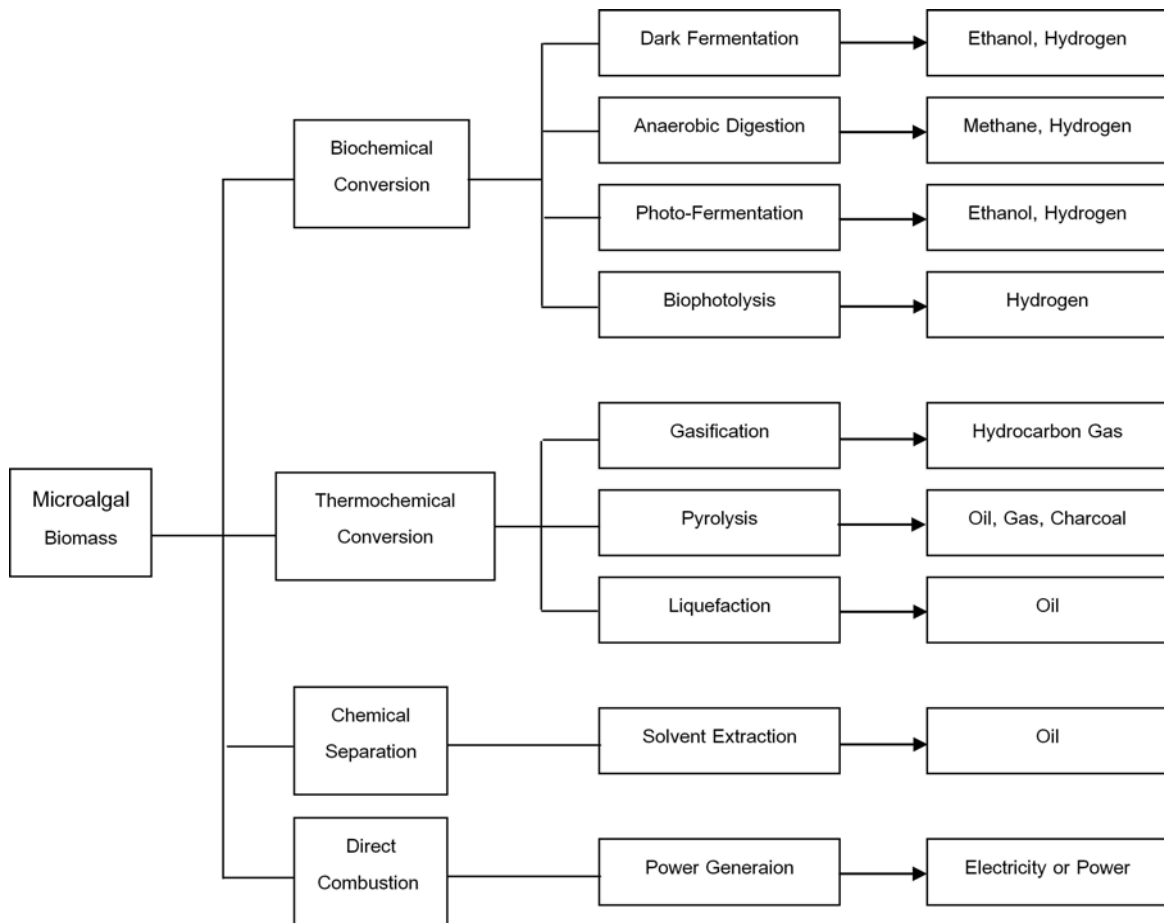 Dark Fermentation
Ethanol, Hydrogen
Anaerobic Digestion
Methane, Hydrogen
Biochemical
Conversion
Photo-Fermentation
Ethanol, Hydrogen
Biophotolysis
Hydrogen
Gasification
Hydrocarbon Gas
Microalgal
Biomass
Thermochemical
Conversion
Pyrolysis
Oil, Gas, Charcoal
Liquefaction
Oil
Chemical
Separation
Solvent Extraction
Oil
Direct
Combustion
Power Generaion
Electricity or Power